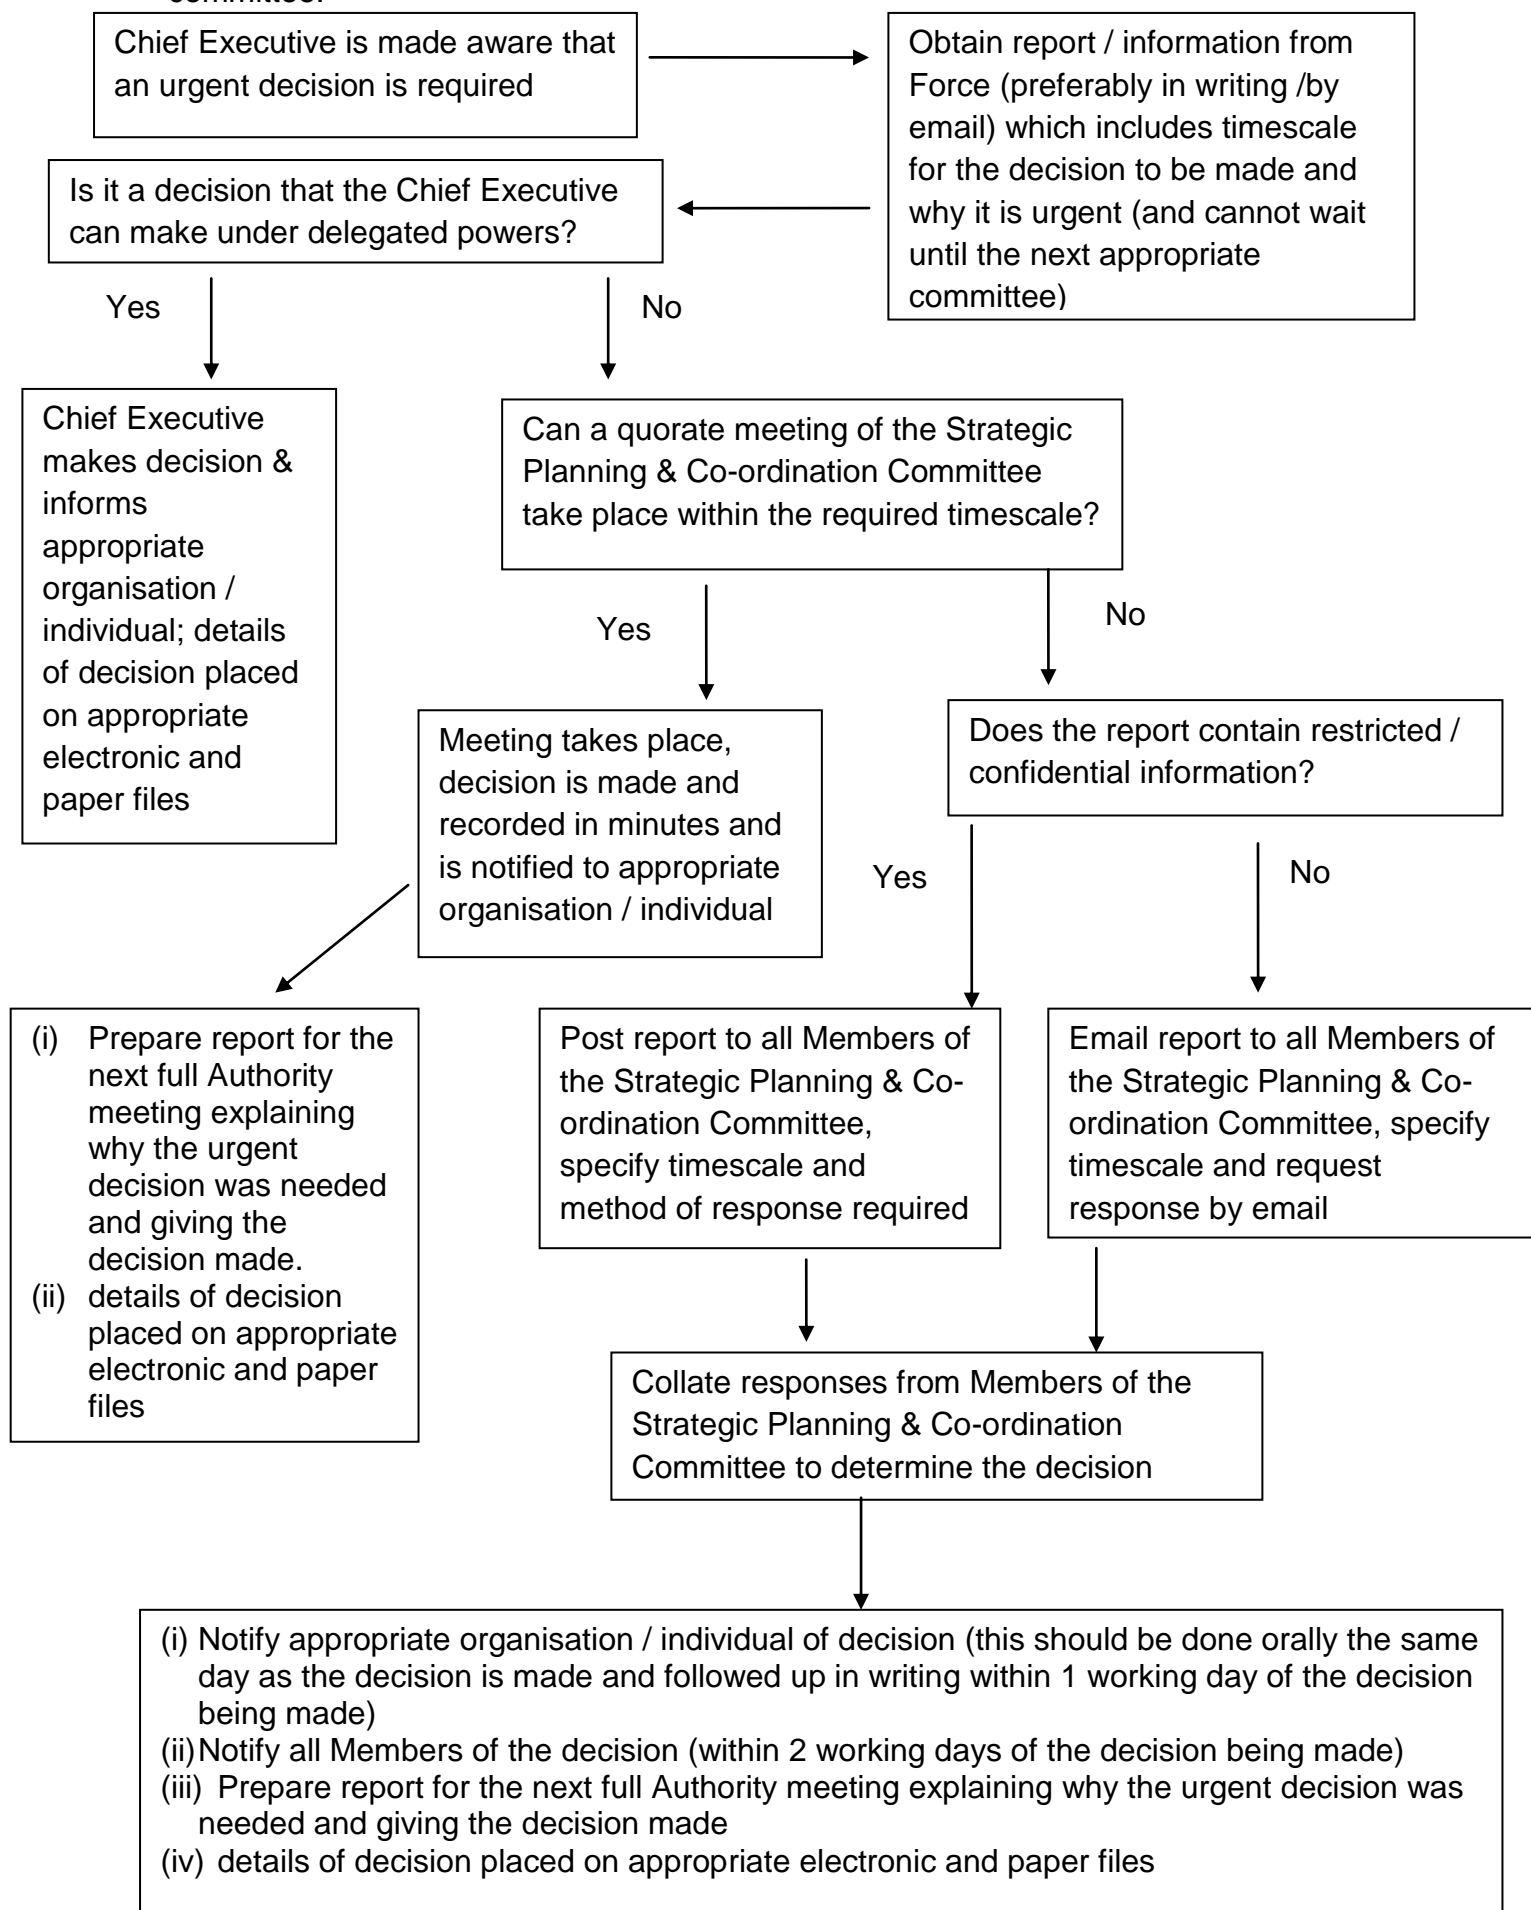 committee.
Chief Executive is made aware that
an urgent decision is required
Obtain report / information from
Force (preferably in writing /by
email) which includes timescale
for the decision to be made and
why it is urgent (and cannot wait
until the next appropriate
committee)
Is it a decision that the Chief Executive
can make under delegated powers?
Yes
No
Chief Executive
makes decision &
informs
appropriate
organisation /
individual; details
of decision placed
on appropriate
electronic and
paper files
Can a quorate meeting of the Strategic
Planning & Co-ordination Committee
take place within the required timescale?
Yes
No
Meeting takes place,
decision is made and
recorded in minutes and
is notified to appropriate
organisation / individual
Does the report contain restricted /
confidential information?
Yes
No
(i) Prepare report for the
next full Authority
meeting explaining
why the urgent
decision was needed
and giving the
decision made.
(ii) details of decision
placed on appropriate
electronic and paper
files
Post report to all Members of
the Strategic Planning & Co-
ordination Committee,
specify timescale and
method of response required
Email report to all Members of
the Strategic Planning & Co-
ordination Committee, specify
timescale and request
response by email
Collate responses from Members of the
Strategic Planning & Co-ordination
Committee to determine the decision
(i) Notify appropriate organisation / individual of decision (this should be done orally the same
day as the decision is made and followed up in writing within 1 working day of the decision
being made)
(ii) Notify all Members of the decision (within 2 working days of the decision being made)
(iii) Prepare report for the next full Authority meeting explaining why the urgent decision was
needed and giving the decision made
(iv) details of decision placed on appropriate electronic and paper files